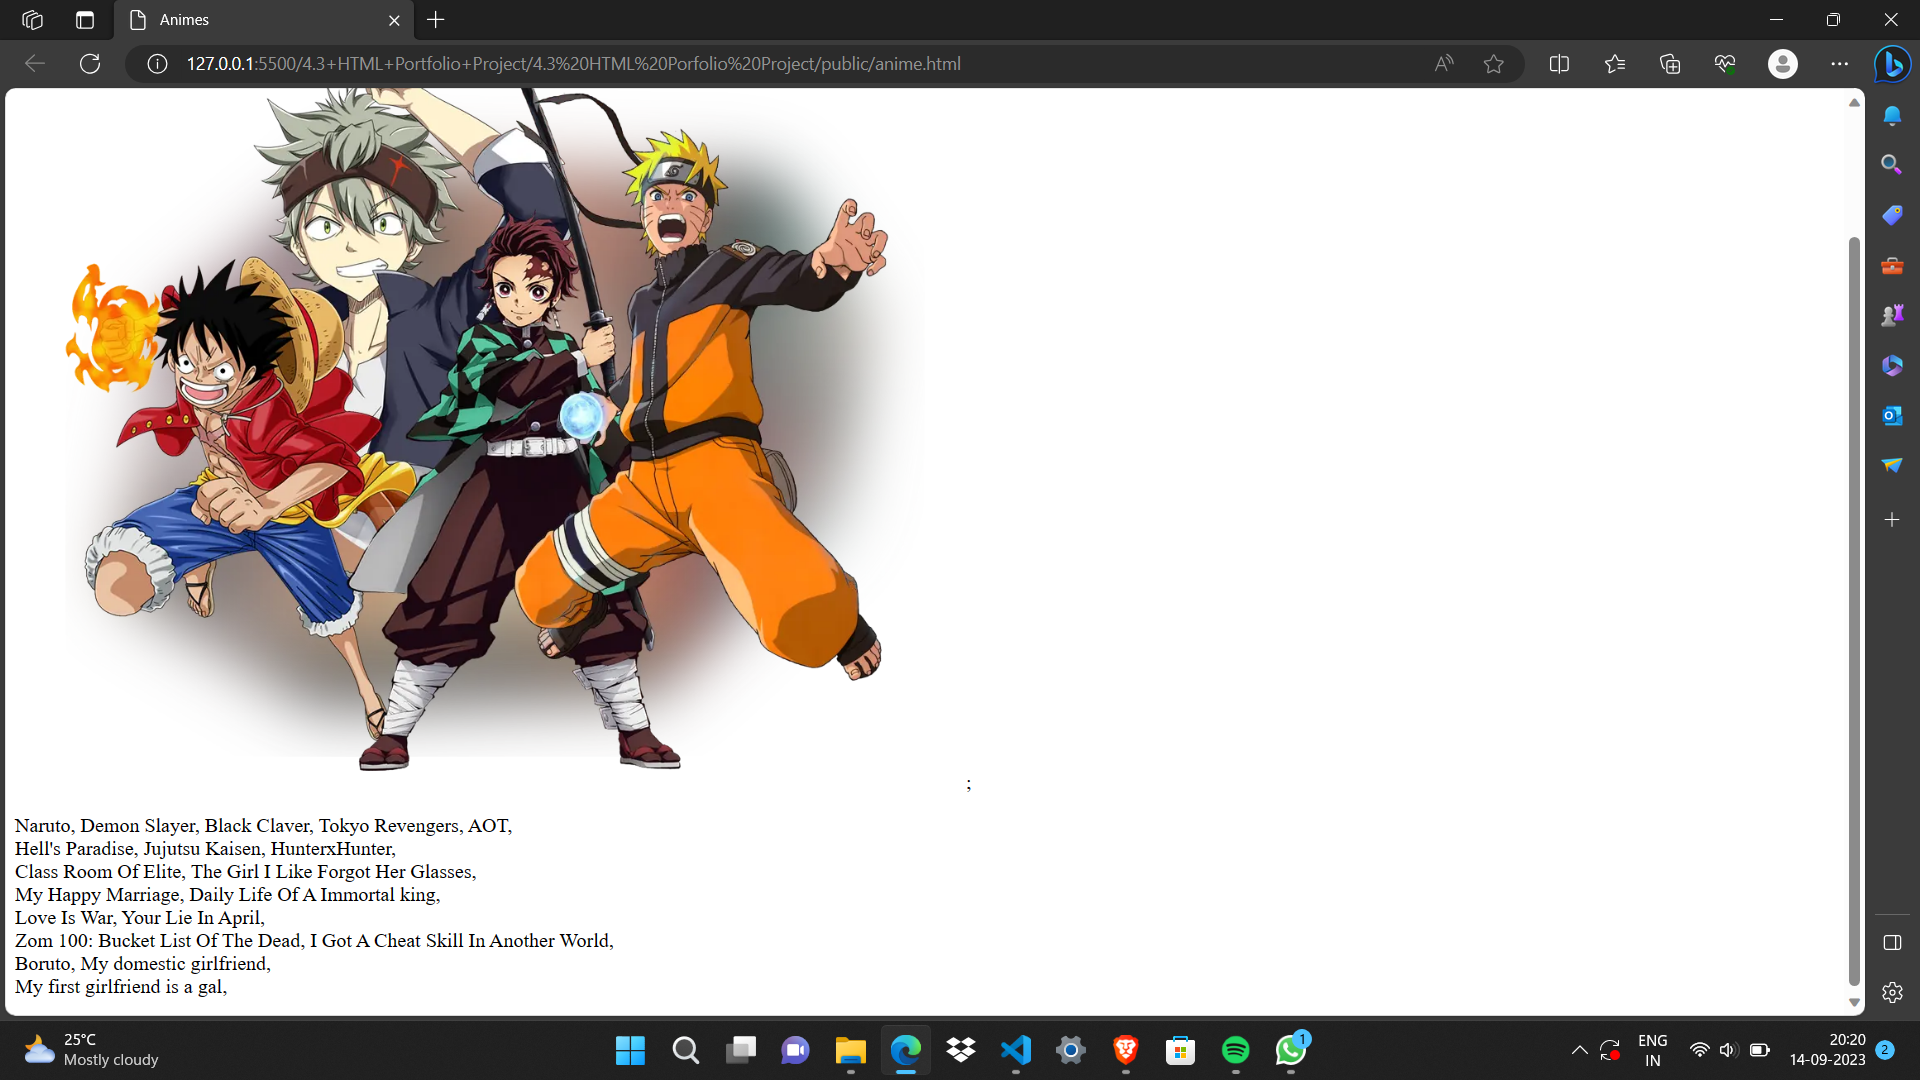 Animes
127.0.0.1:5500/4.3+HTML+Portfolio+Project/4.3%20HTML%20Porfolio%20Project/public/anime.html
;
Naruto, Demon Slayer, Black Claver, Tokyo Revengers, AOT,
Hell's Paradise, Jujutsu Kaisen, HunterxHunter,
Class Room Of Elite, The Girl I Like Forgot Her Glasses,
My Happy Marriage, Daily Life Of A Immortal king,
Love Is War, Your Lie In April,
Zom 100: Bucket List Of The Dead, I Got A Cheat Skill In Another World,
Boruto, My domestic girlfriend,
My first girlfriend is a gal,
25°C
Mostly cloudy
1
ENG
IN
20:20
14-09-2023
2